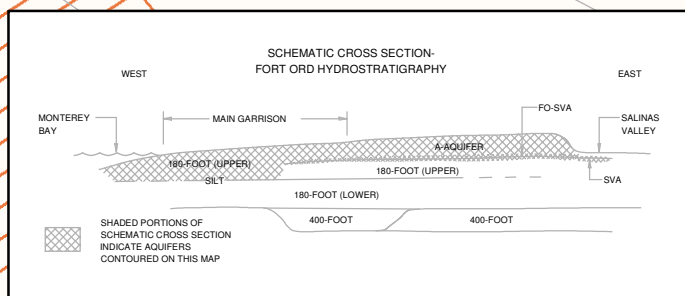 SCHEMATIC CROSS SECTION-
FORT ORD HYDROSTRATIGRAPHY
WEST
EAST
FO-SVA
MONTEREY
BAY
MAIN GARRISON
SALINAS
VALLEY
A-AQUIFER
180-FOOT (UPPER)
180-FOOT (UPPER)
SILT
SVA
180-FOOT (LOWER)
400-FOOT
400-FOOT
SHADED PORTIONS OF
SCHEMATIC CROSS SECTION
INDICATE AQUIFERS
CONTOURED ON THIS MAP